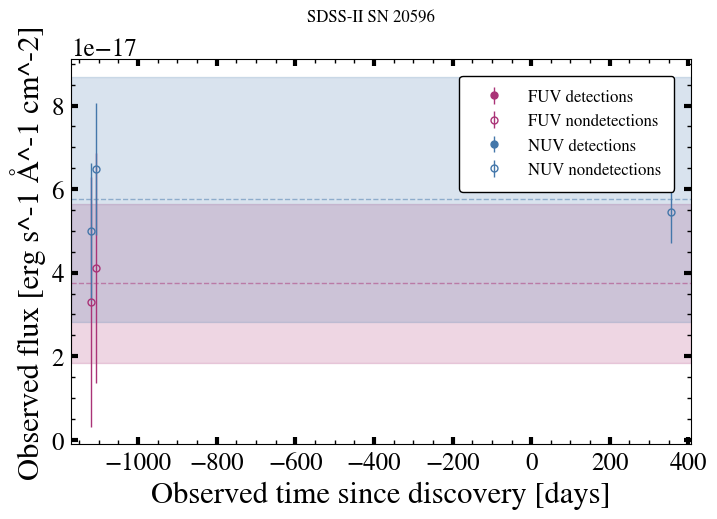 SDSS-II SN 20596
1e−17
Observed flux [erg s^-1 Å^-1 cm^-2]
8
6
4
2
0
FUV detections
FUV nondetections
NUV detections
NUV nondetections
−1000 −800 −600 −400 −200 0 200 400
Observed time since discovery [days]